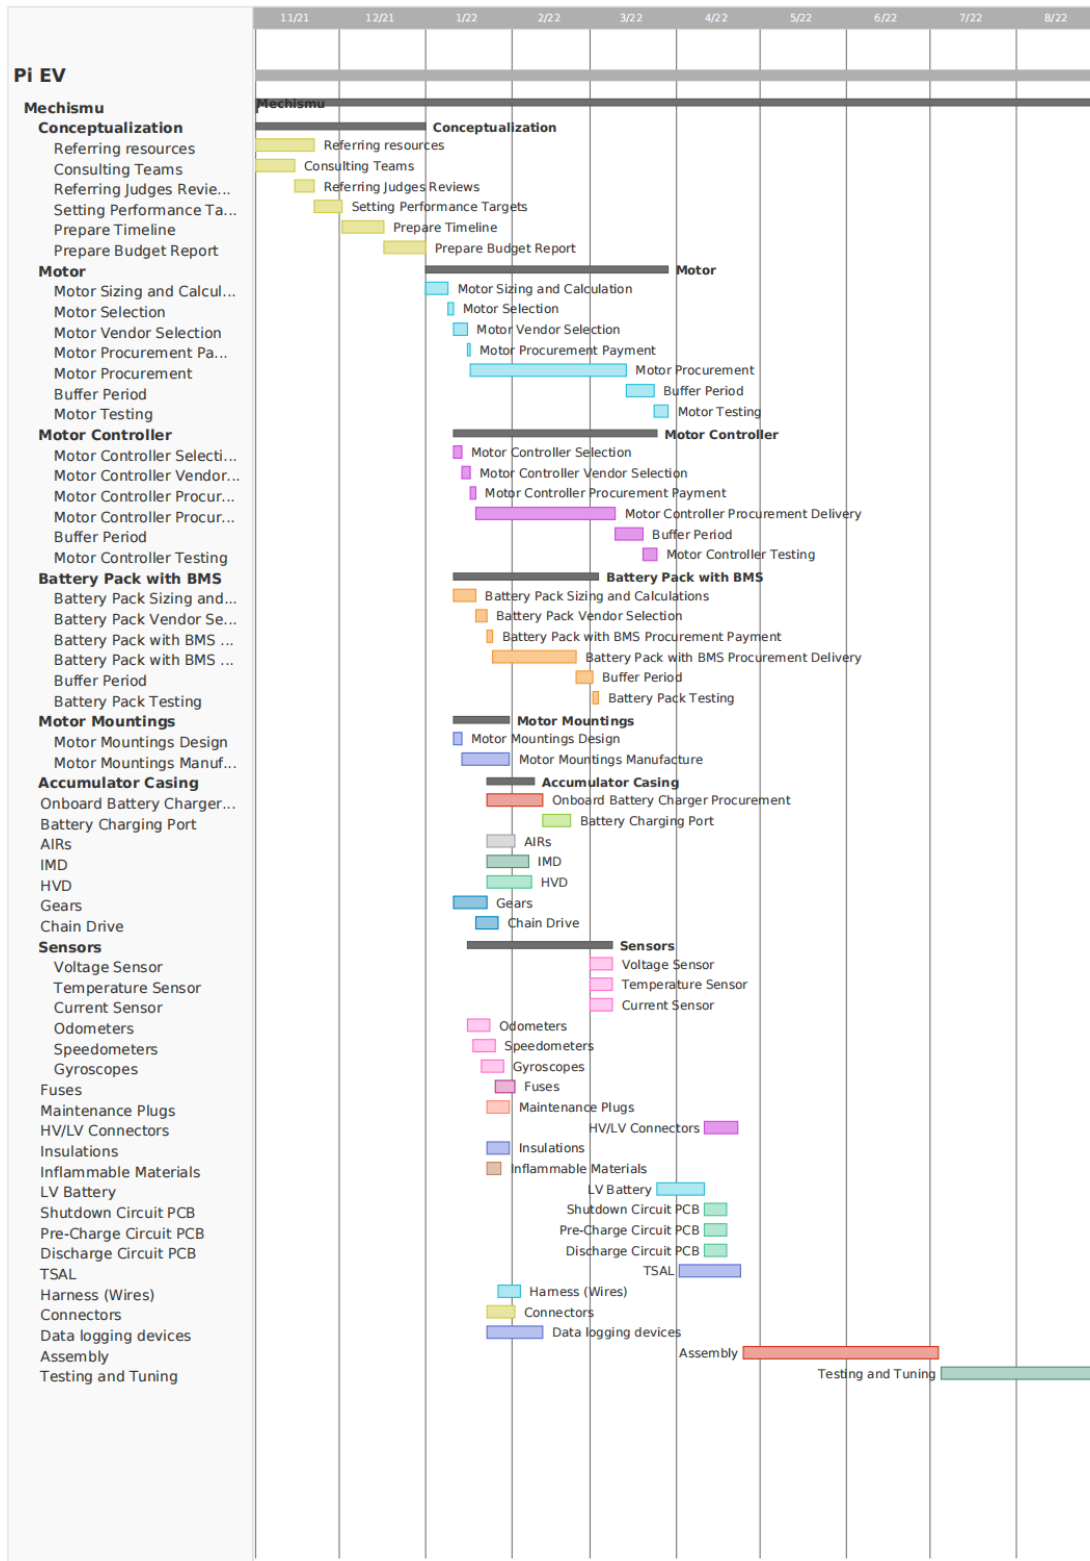 11/21 12/21 1/22 2/22 3/22 4/22 5/22 6/22 7/22 8/22
Pi EV
Mechismu Mechismu
Conceptualization Conceptualization
Referring resources Referring resources
Consulting Teams Consulting Teams
Referring Judges Revie... Referring Judges Reviews
Setting Performance Ta... Setting Performance Targets
Prepare Timeline Prepare Timeline
Prepare Budget Report Prepare Budget Report
Motor Motor
Motor Sizing and Calcul... Motor Sizing and Calculation
Motor Selection Motor Selection
Motor Vendor Selection Motor Vendor Selection
Motor Procurement Pa... Motor Procurement Payment
Motor Procurement Motor Procurement
Buffer Period Buffer Period
Motor Testing Motor Testing
Motor Controller Motor Controller
Motor Controller Selecti... Motor Controller Selection
Motor Controller Vendor... Motor Controller Vendor Selection
Motor Controller Procur... Motor Controller Procurement Payment
Motor Controller Procur... Motor Controller Procurement Delivery
Buffer Period Buffer Period
Motor Controller Testing Motor Controller Testing
Battery Pack with BMS Battery Pack with BMS
Battery Pack Sizing and... Battery Pack Sizing and Calculations
Battery Pack Vendor Se... Battery Pack Vendor Selection
Battery Pack with BMS ... Battery Pack with BMS Procurement Payment
Battery Pack with BMS ... Battery Pack with BMS Procurement Delivery
Buffer Period Buffer Period
Battery Pack Testing Battery Pack Testing
Motor Mountings Motor Mountings
Motor Mountings Design Motor Mountings Design
Motor Mountings Manuf... Motor Mountings Manufacture
Accumulator Casing Accumulator Casing
Onboard Battery Charger... Onboard Battery Charger Procurement
Battery Charging Port Battery Charging Port
AIRs AIRs
IMD IMD
HVD HVD
Gears Gears
Chain Drive Chain Drive
Sensors Sensors
Voltage Sensor Voltage Sensor
Temperature Sensor Temperature Sensor
Current Sensor Current Sensor
Odometers Odometers
Speedometers Speedometers
Gyroscopes Gyroscopes
Fuses Fuses
Maintenance Plugs Maintenance Plugs
HV/LV Connectors HV/LV Connectors
Insulations Insulations
Inflammable Materials Inflammable Materials
LV Battery LV Battery
Shutdown Circuit PCB Shutdown Circuit PCB
Pre-Charge Circuit PCB Pre-Charge Circuit PCB
Discharge Circuit PCB Discharge Circuit PCB
TSAL TSAL
Harness (Wires) Harness (Wires)
Connectors Connectors
Data logging devices Data logging devices
Assembly Assembly
Testing and Tuning Testing and Tuning